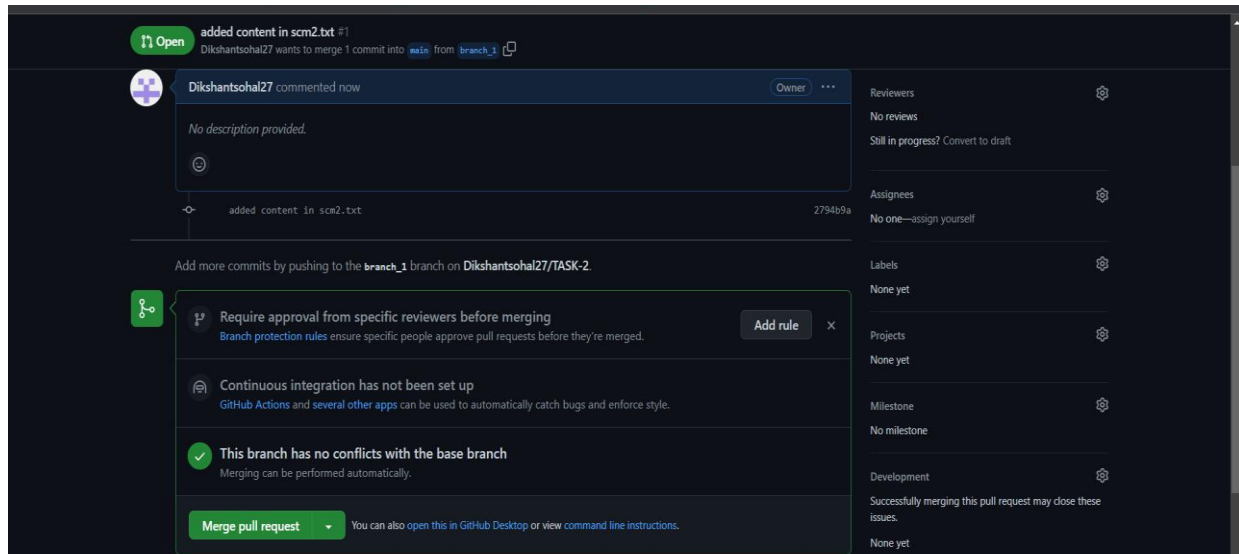 Open
added content in scm2.txt #1
Dikshantsohal27 wants to merge 1 commit into main from branch_1
Dikshantsohal27 commented now
Owner
No description provided.
added content in scm2.txt
2794b9a
Add more commits by pushing to the branch_1 branch on Dikshantsohal27/TASK-2.
Require approval from specific reviewers before merging
Branch protection rules ensure specific people approve pull requests before they're merged.
Add rule
Continuous integration has not been set up
GitHub Actions and several other apps can be used to automatically catch bugs and enforce style.
This branch has no conflicts with the base branch
Merging can be performed automatically.
Merge pull request
You can also open this in GitHub Desktop or view command line instructions.
Reviewers
No reviews
Still in progress? Convert to draft
Assignees
No one—assign yourself
Labels
None yet
Projects
None yet
Milestone
No milestone
Development
Successfully merging this pull request may close these
issues.
None yet